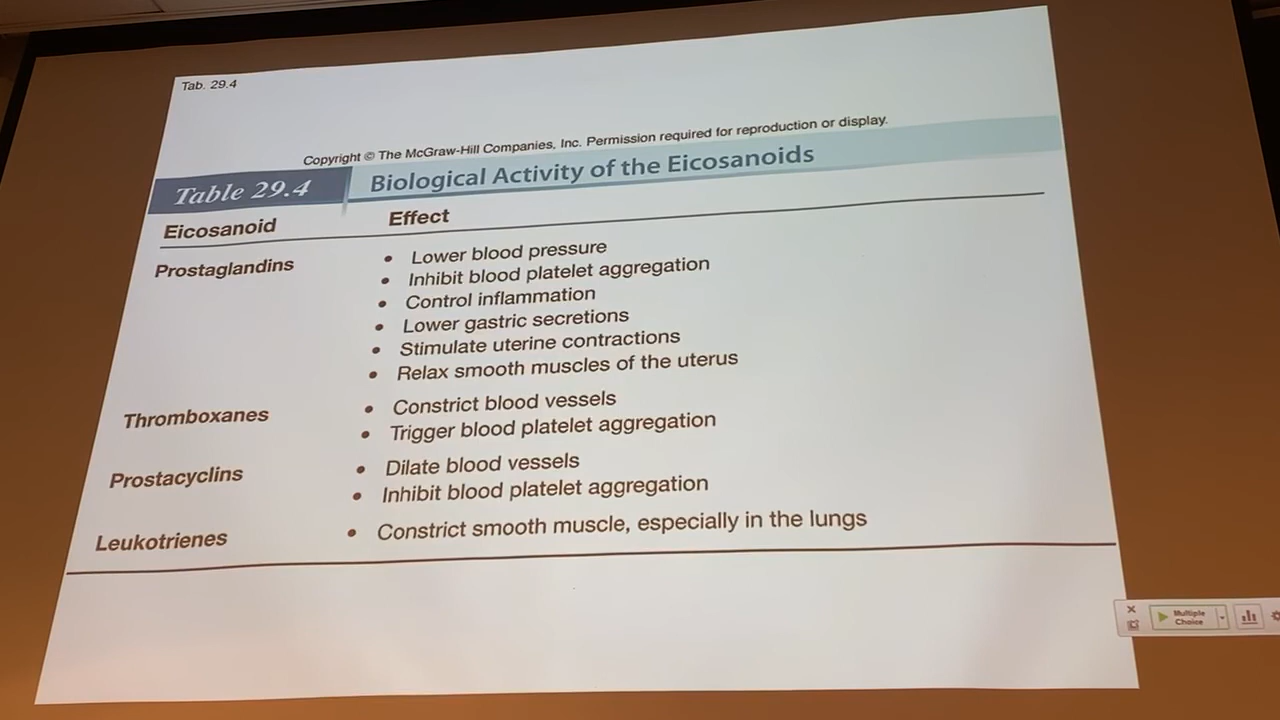 Tab. 29.4
Copyright © The McGraw-Hill Companies, Inc. Permission required for reproduction or display.
Table 29.4 Biological Activity of the Eicosanoids
Eicosanoid Effect
Prostaglandins • Lower blood pressure
• Inhibit blood platelet aggregation
• Control inflammation
• Lower gastric secretions
• Stimulate uterine contractions
• Relax smooth muscles of the uterus
Thromboxanes • Constrict blood vessels
• Trigger blood platelet aggregation
Prostacyclins • Dilate blood vessels
• Inhibit blood platelet aggregation
Leukotrienes • Constrict smooth muscle, especially in the lungs
Multiple
Choice